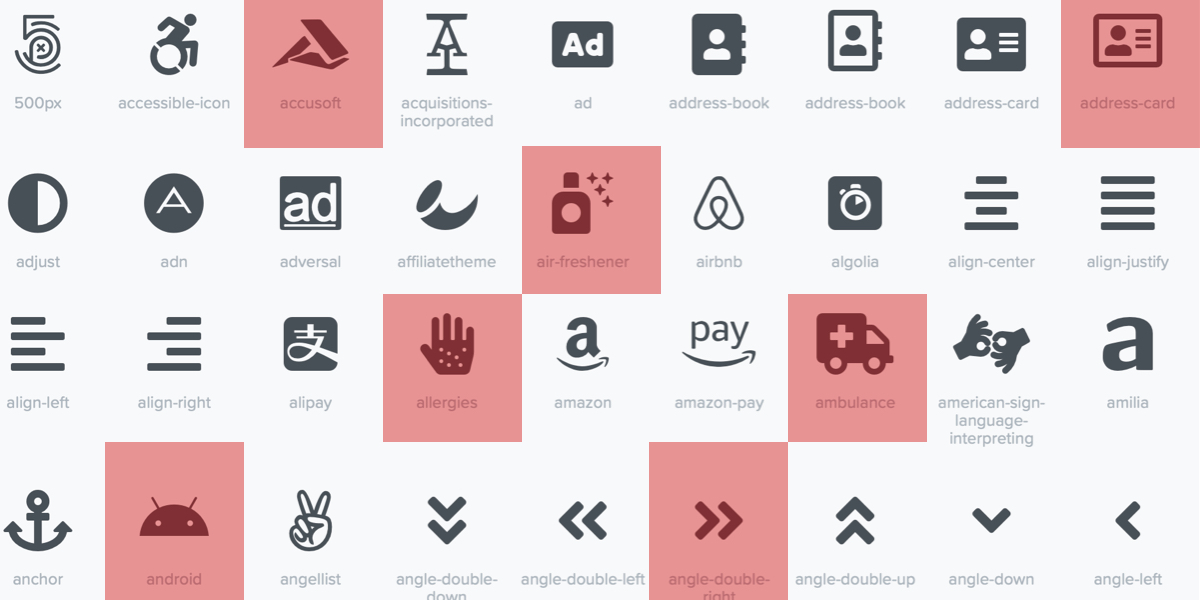 500px
accessible-icon
accusoft
acquisitions-
incorporated
Ad
ad
address-book
address-book
address-card
address-card
adjust
A
adn
ad
adversal
affiliatetheme
air-freshener
airbnb
algolia
align-center
align-justify
align-left
align-right
支
alipay
allergies
a
amazon
pay
amazon-pay
ambulance
american-sign-
language-
interpreting
a
amilia
anchor
android
angellist
angle-double-
down
angle-double-left
angle-double-
right
angle-double-up
angle-down
angle-left